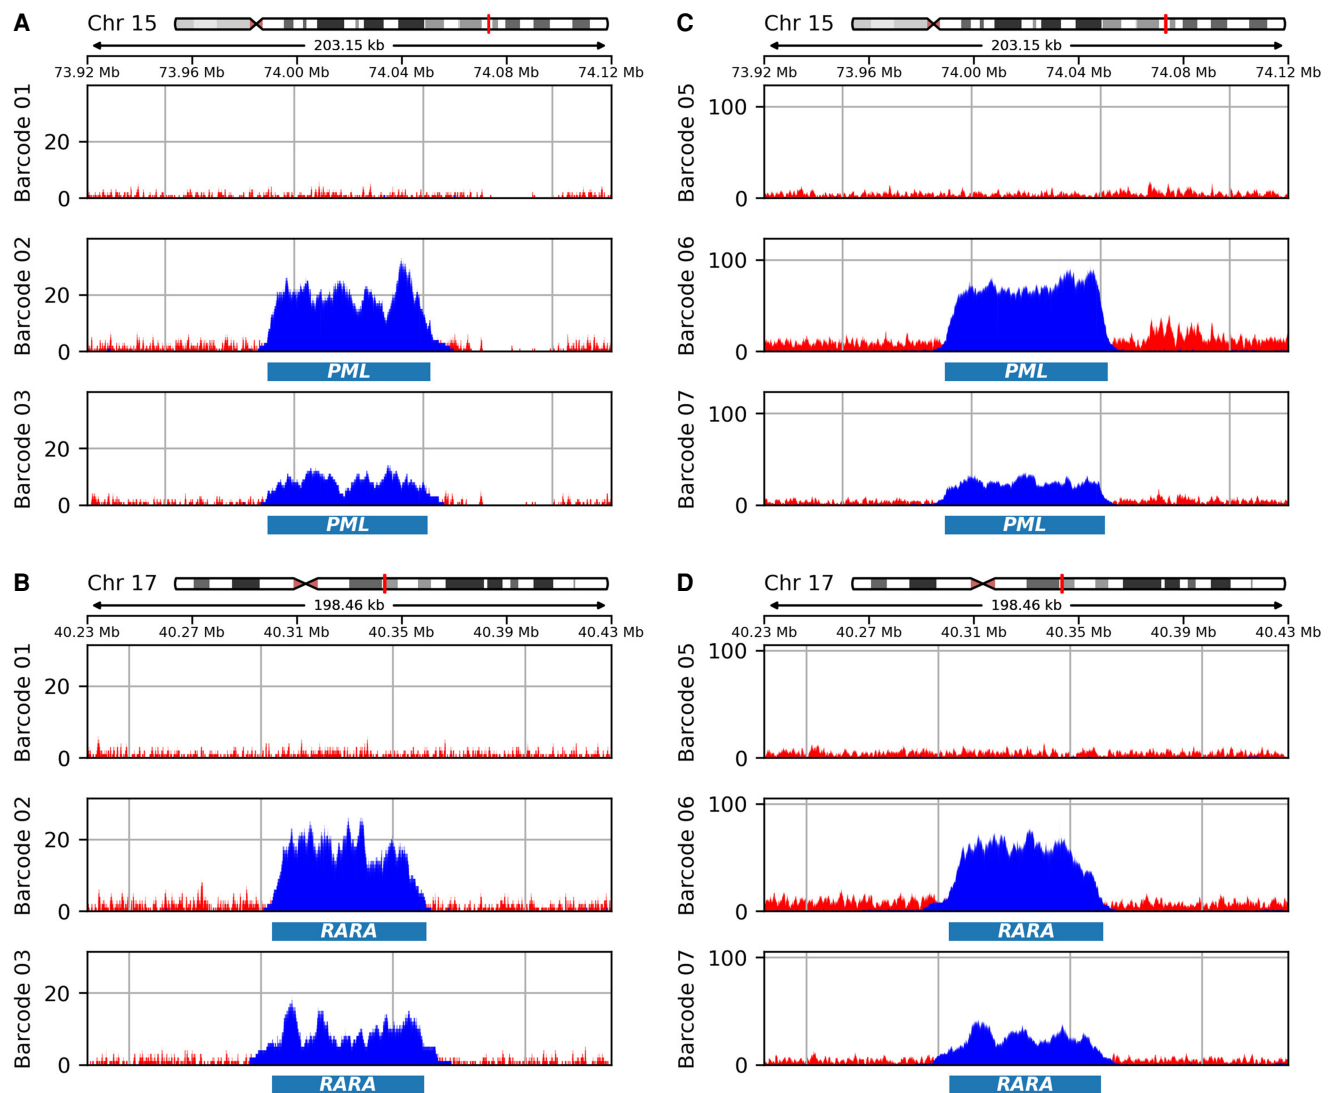 A Chr 15
203.15 kb
73.92 Mb 73.96 Mb 74.00 Mb 74.04 Mb 74.08 Mb 74.12 Mb
Barcode 01
20
0
Barcode 02
20
0
PML
Barcode 03
20
0
PML
B Chr 17
198.46 kb
40.23 Mb 40.27 Mb 40.31 Mb 40.35 Mb 40.39 Mb 40.43 Mb
Barcode 01
20
0
Barcode 02
20
0
RARA
Barcode 03
20
0
RARA
C Chr 15
203.15 kb
73.92 Mb 73.96 Mb 74.00 Mb 74.04 Mb 74.08 Mb 74.12 Mb
Barcode 05
100
0
Barcode 06
100
0
PML
Barcode 07
100
0
PML
D Chr 17
198.46 kb
40.23 Mb 40.27 Mb 40.31 Mb 40.35 Mb 40.39 Mb 40.43 Mb
Barcode 05
100
0
Barcode 06
100
0
RARA
Barcode 07
100
0
RARA